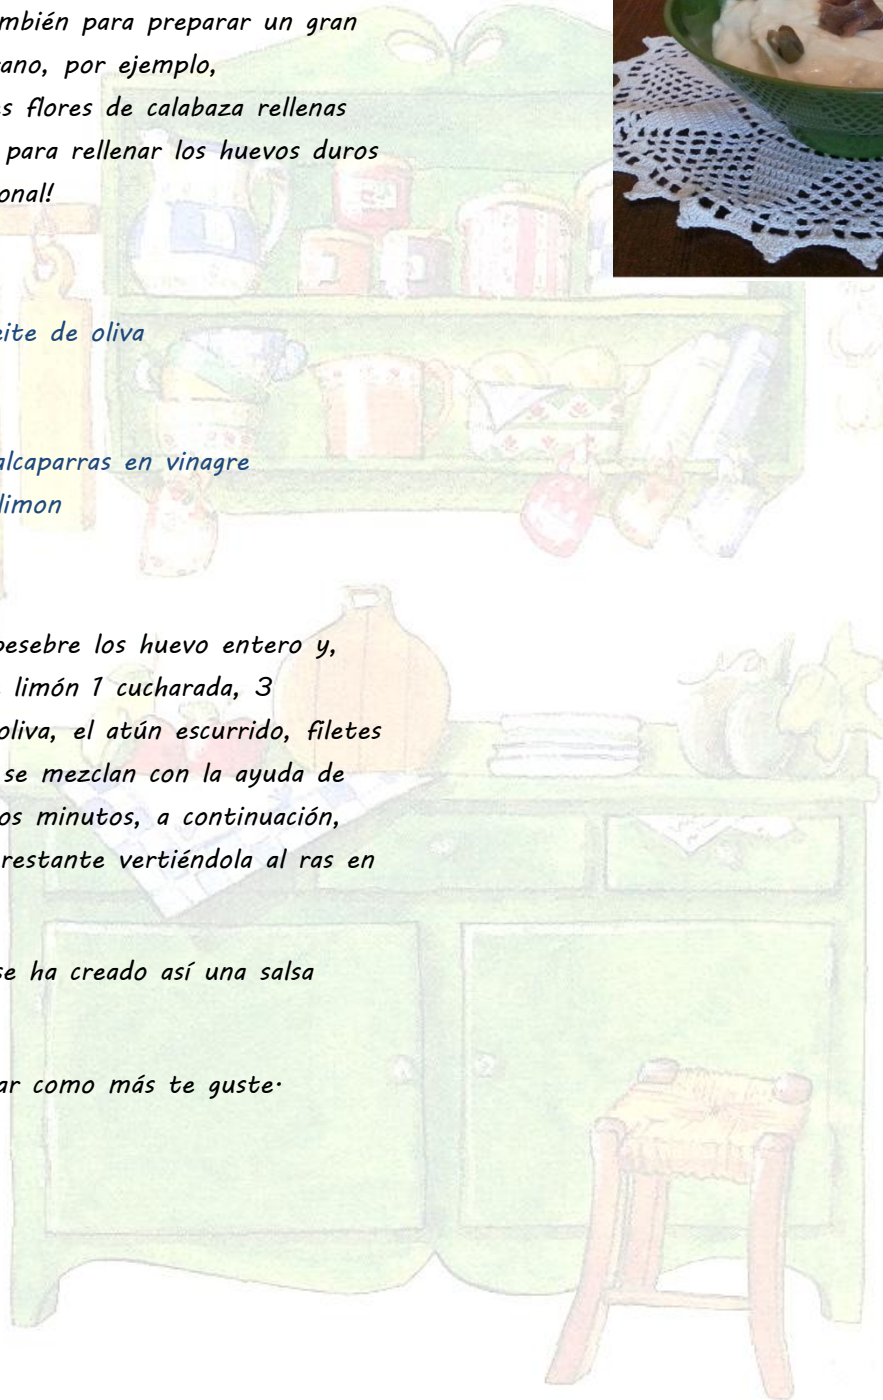 mbién para preparar un gran
ano, por ejemplo,
s flores de calabaza rellenas
para rellenar los huevos duros
onal!
ite de oliva
alcaparras en vinagre
limon
pesebre los huevo entero y,
limón 1 cucharada, 3
oliva, el atún escurrido, filetes
se mezclan con la ayuda de
os minutos, a continuación,
restante vertiéndola al ras en
se ha creado así una salsa
ar como más te guste.